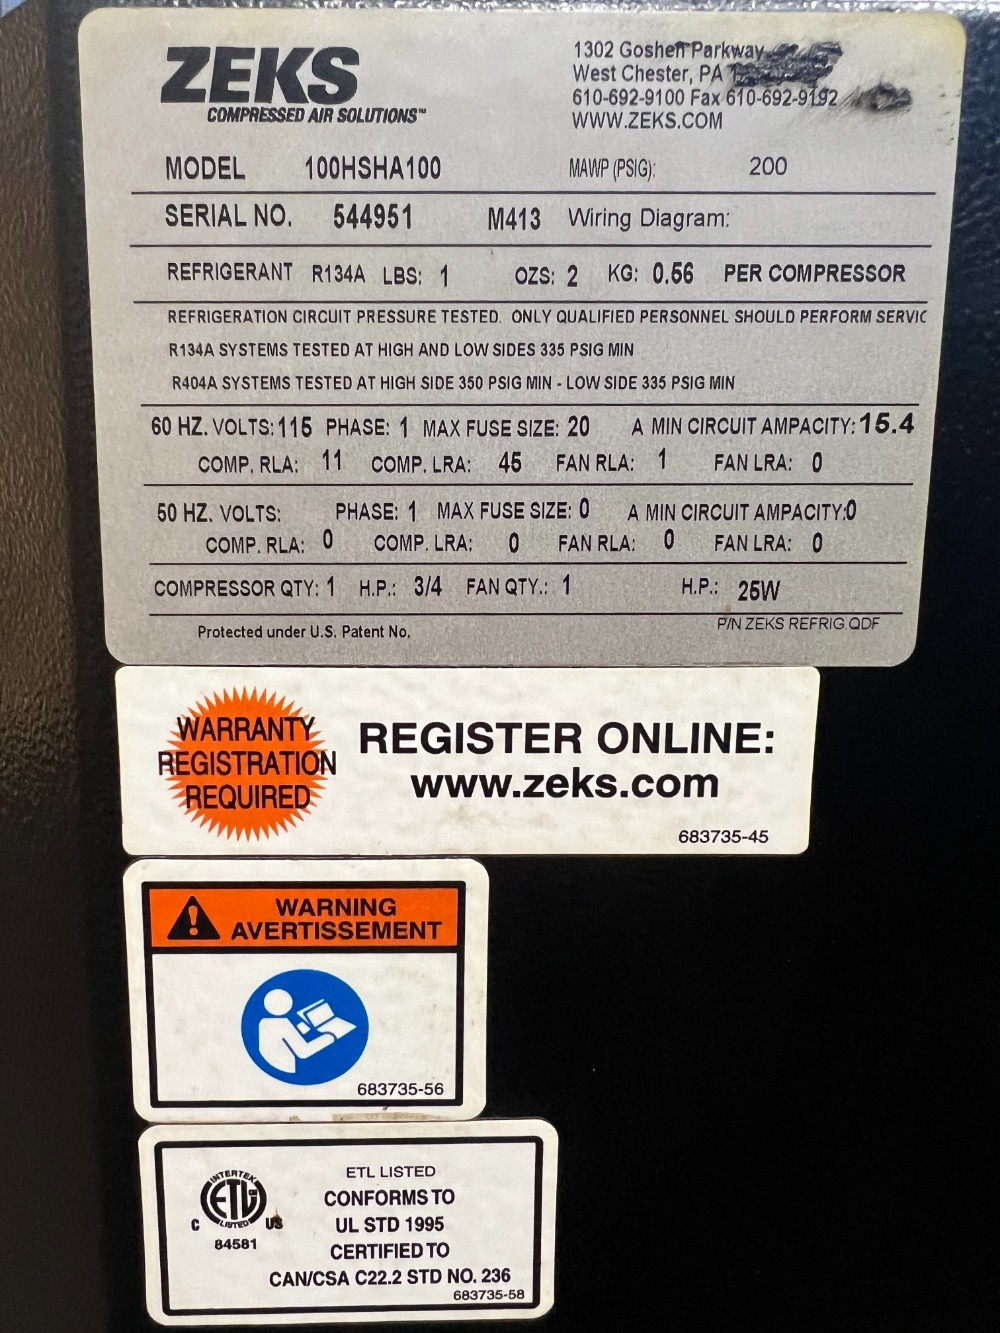 ZEKS
COMPRESSED AIR SOLUTIONS™
1302 Goshen Parkway
West Chester, PA
610-692-9100 Fax 610-692-9192
WWW.ZEKS.COM
MODEL 100HSHA100 MAWP (PSIG): 200
SERIAL NO. 544951 M413 Wiring Diagram:
REFRIGERANT R134A LBS: 1 OZS: 2 KG: 0.56 PER COMPRESSOR
REFRIGERATION CIRCUIT PRESSURE TESTED. ONLY QUALIFIED PERSONNEL SHOULD PERFORM SERVIC
R134A SYSTEMS TESTED AT HIGH AND LOW SIDES 335 PSIG MIN
R404A SYSTEMS TESTED AT HIGH SIDE 350 PSIG MIN - LOW SIDE 335 PSIG MIN
60 HZ. VOLTS: 115 PHASE: 1 MAX FUSE SIZE: 20 A MIN CIRCUIT AMPACITY: 15.4
COMP. RLA: 11 COMP. LRA: 45 FAN RLA: 1 FAN LRA: 0
50 HZ. VOLTS: PHASE: 1 MAX FUSE SIZE: 0 A MIN CIRCUIT AMPACITY:0
COMP. RLA: 0 COMP. LRA: 0 FAN RLA: 0 FAN LRA: 0
COMPRESSOR QTY: 1 H.P.: 3/4 FAN QTY.: 1 H.P.: 25W
Protected under U.S. Patent No. P/N ZEKS REFRIG.QDF
WARRANTY
REGISTRATION
REQUIRED
REGISTER ONLINE:
www.zeks.com
683735-45
WARNING
AVERTISSEMENT
683735-56
INTERTEK
ETL
LISTED
C US
84581
ETL LISTED
CONFORMS TO
UL STD 1995
CERTIFIED TO
CAN/CSA C22.2 STD NO. 236
683735-58